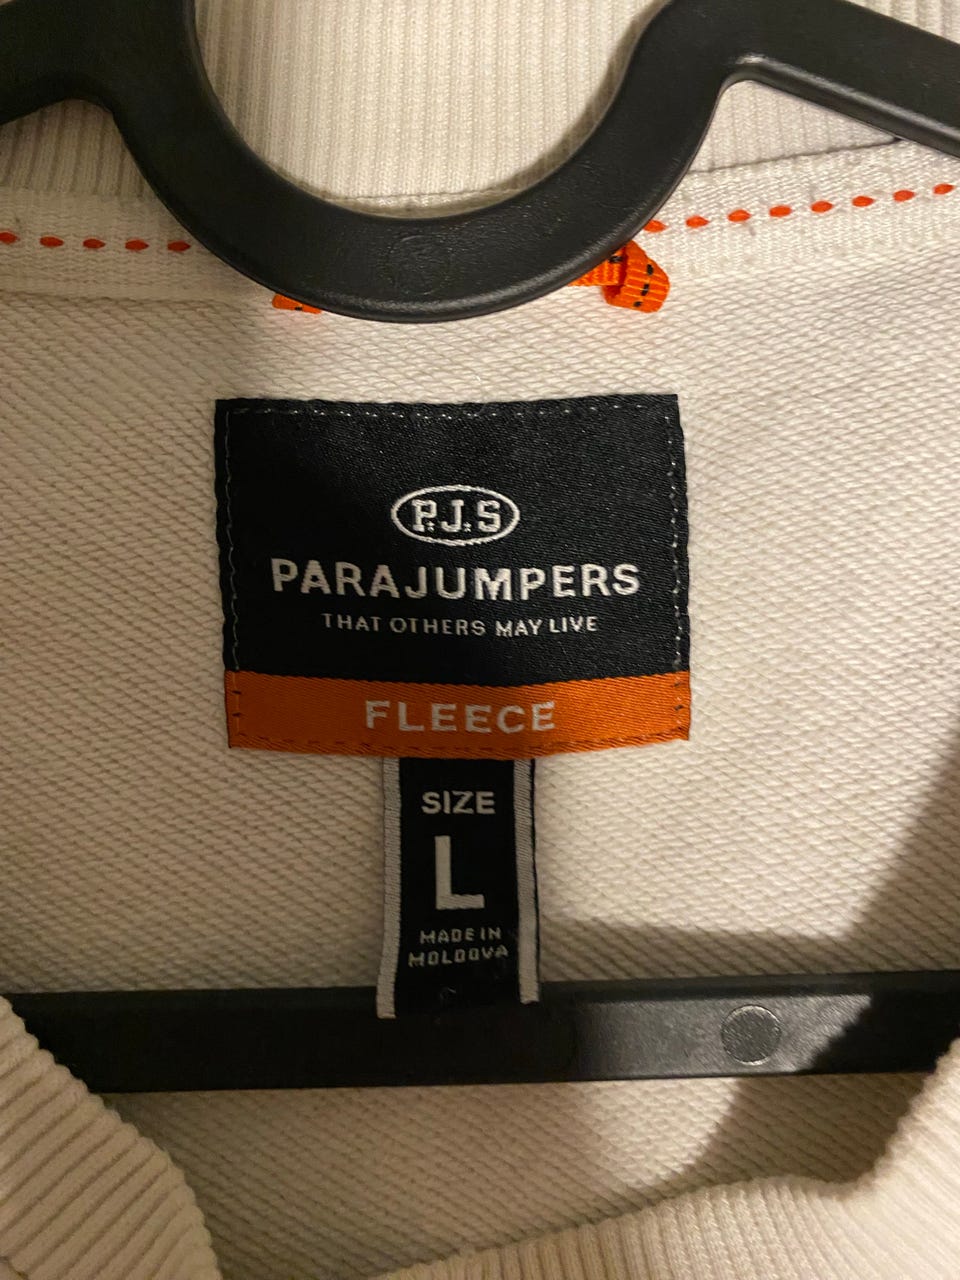 P.J.S
PARAJUMPERS
THAT OTHERS MAY LIVE
FLEECE
SIZE
L
MADE IN
MOLDOVA